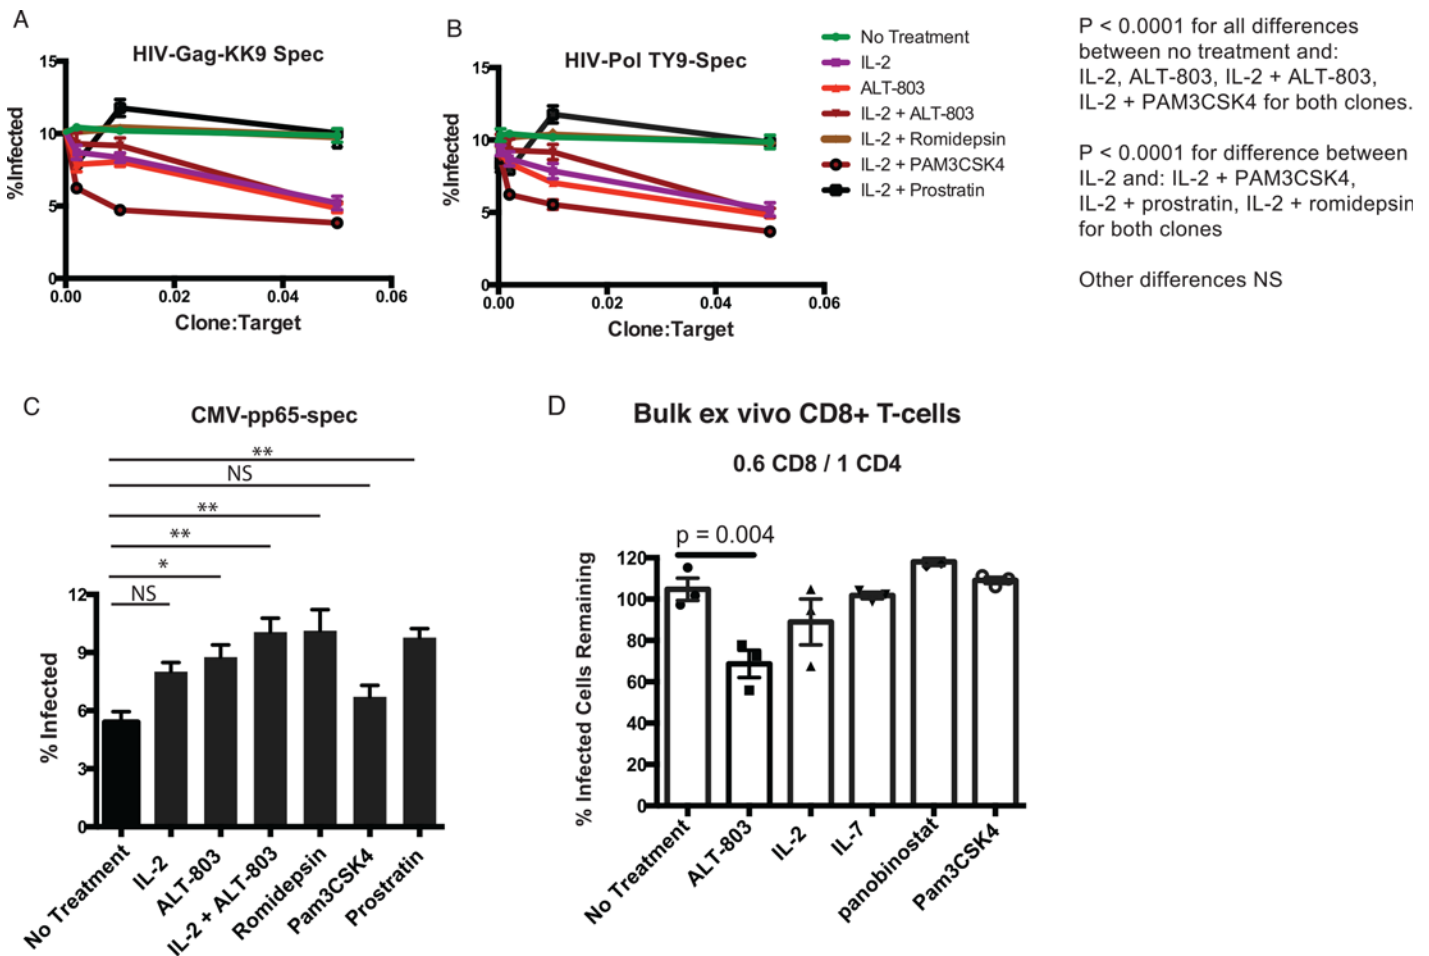 A
HIV-Gag-KK9 Spec
%Infected
15
10
5
0
0.00
0.02
0.04
0.06
Clone:Target
B
HIV-Pol TY9-Spec
%Infected
15
10
5
0
0.00
0.02
0.04
0.06
Clone:Target
No Treatment
IL-2
ALT-803
IL-2 + ALT-803
IL-2 + Romidepsin
IL-2 + PAM3CSK4
IL-2 + Prostratin
P < 0.0001 for all differences
between no treatment and:
IL-2, ALT-803, IL-2 + ALT-803,
IL-2 + PAM3CSK4 for both clones.
P < 0.0001 for difference between
IL-2 and: IL-2 + PAM3CSK4,
IL-2 + prostratin, IL-2 + romidepsin
for both clones
Other differences NS
C
CMV-pp65-spec
**
NS
**
**
*
NS
% Infected
12
9
6
3
0
No Treatment
IL-2
ALT-803
IL-2 + ALT-803
Romidepsin
Pam3CSK4
Prostratin
D
Bulk ex vivo CD8+ T-cells
0.6 CD8 / 1 CD4
p = 0.004
% Infected Cells Remaining
120
100
80
60
40
20
0
No Treatment
ALT-803
IL-2
IL-7
panobinostat
Pam3CSK4